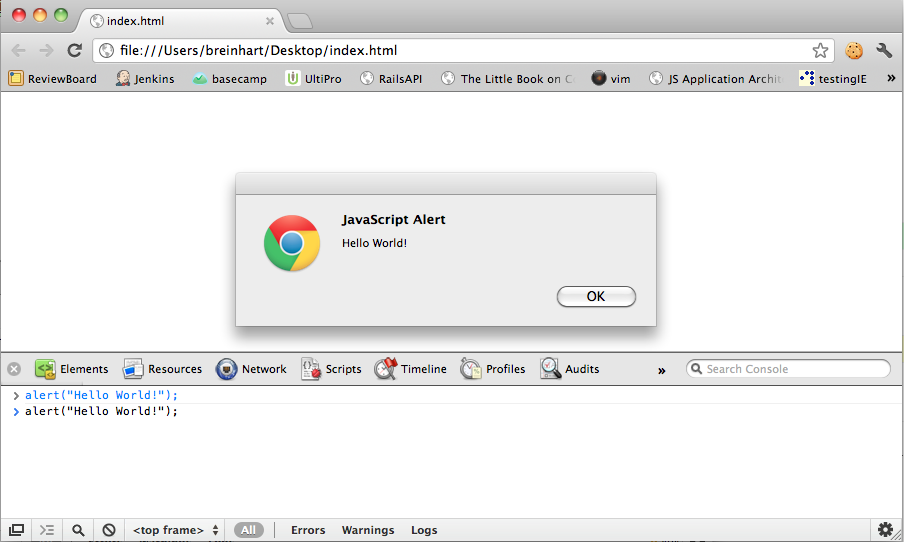 index.html
file:///Users/breinhart/Desktop/index.html
ReviewBoard Jenkins basecamp UltiPro RailsAPI The Little Book on C vim JS Application Archit testingIE »
JavaScript Alert
Hello World!
OK
Elements Resources Network Scripts Timeline Profiles Audits » Search Console
> alert("Hello World!");
> alert("Hello World!");
<top frame> All Errors Warnings Logs